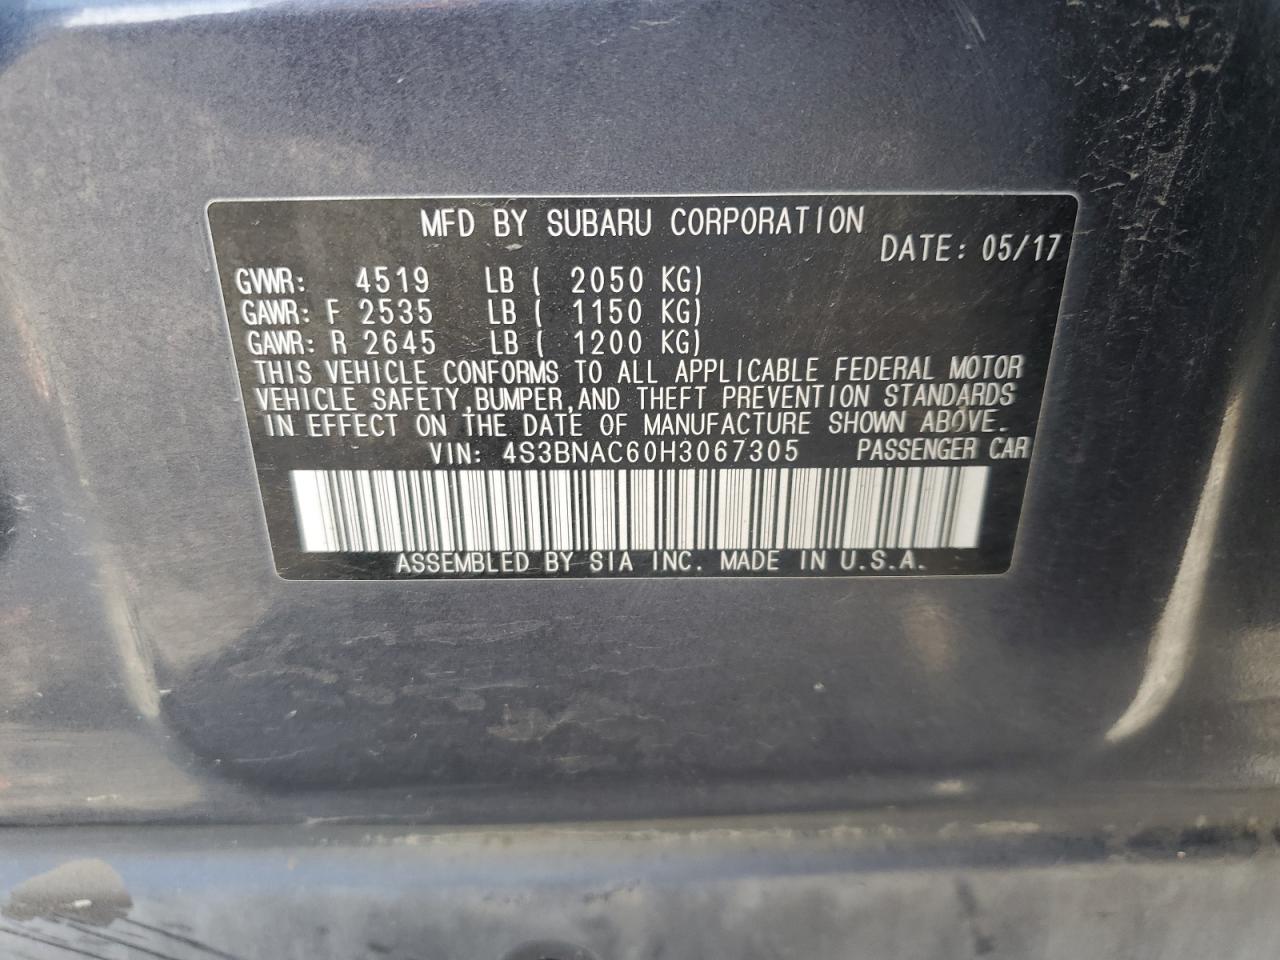 MFD BY SUBARU CORPORATION
DATE: 05/17
GVWR: 4519 LB ( 2050 KG)
GAWR: F 2535 LB ( 1150 KG)
GAWR: R 2645 LB ( 1200 KG)
THIS VEHICLE CONFORMS TO ALL APPLICABLE FEDERAL MOTOR
VEHICLE SAFETY,BUMPER,AND THEFT PREVENTION STANDARDS
IN EFFECT ON THE DATE OF MANUFACTURE SHOWN ABOVE.
VIN: 4S3BNAC60H3067305 PASSENGER CAR
ASSEMBLED BY SIA INC. MADE IN U.S.A.